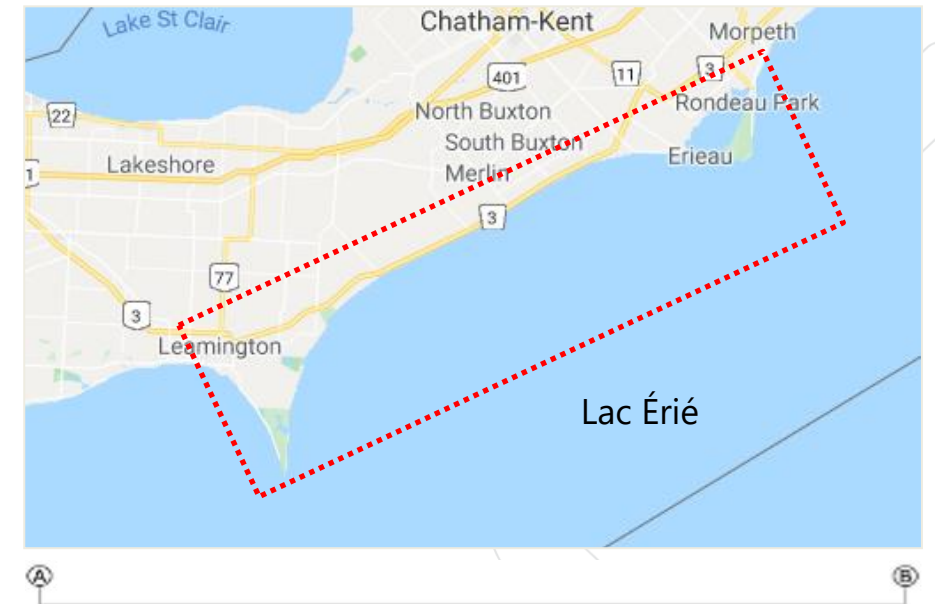 Lake St Clair
Chatham-Kent
Morpeth
401
11
3
22
North Buxton
Rondeau Park
South Buxton
Lakeshore
Erieau
1
Merlin
3
77
3
Leamington
Lac Érié
A
B